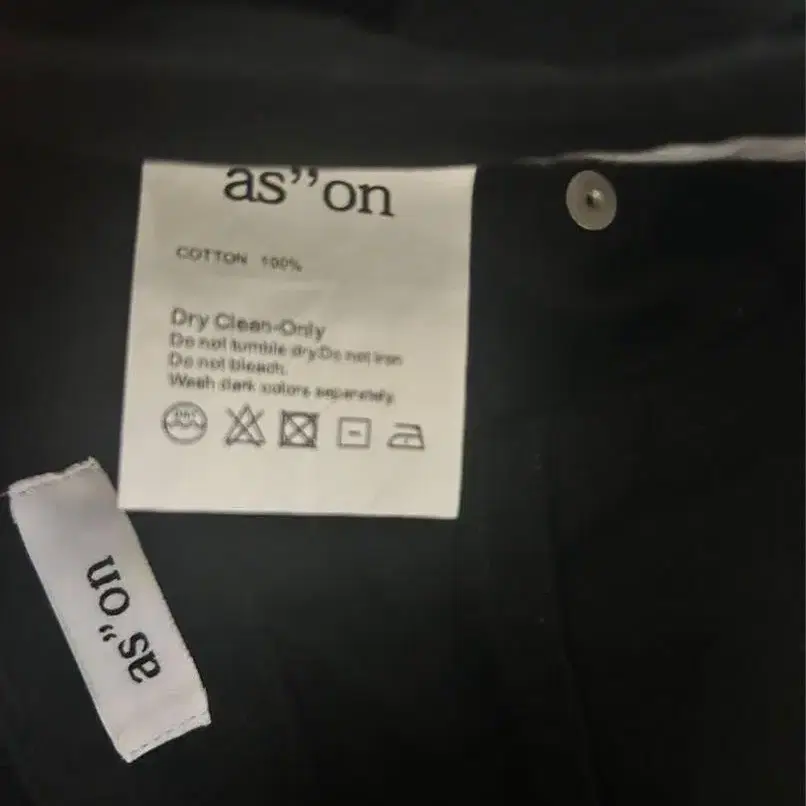 as”on
COTTON 100%
Dry Clean-Only
Do not tumble dry.Do not iron
Do not bleach.
Wash dark colors separately.
as”on